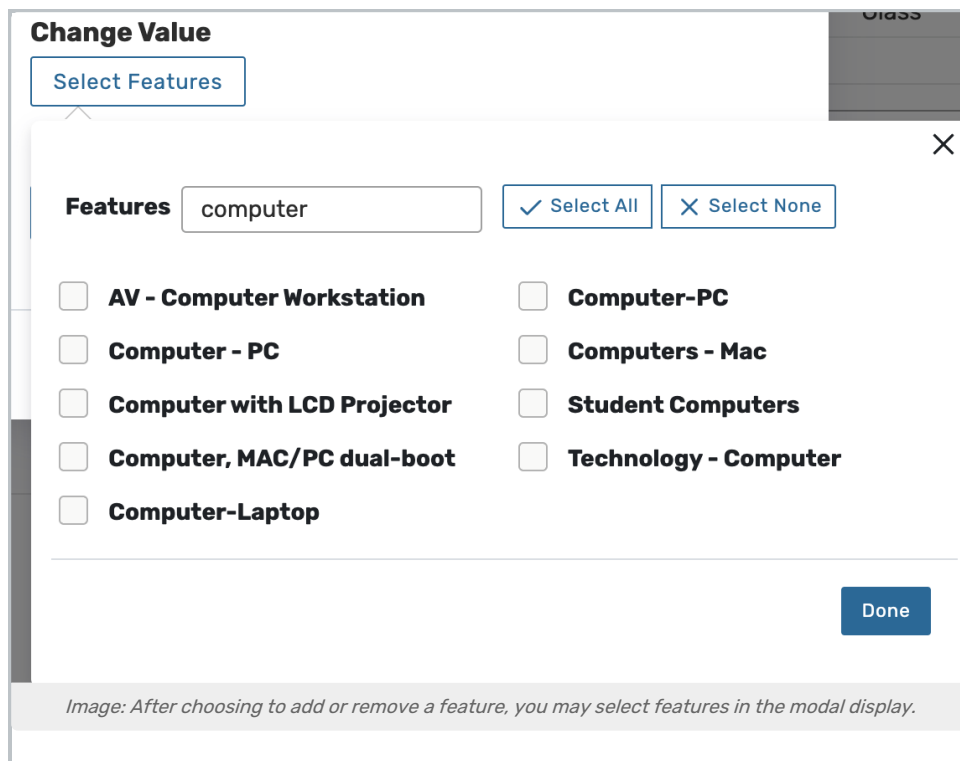 Glass
Change Value
Select Features
Features computer Select All Select None
AV - Computer Workstation
Computer - PC
Computer with LCD Projector
Computer, MAC/PC dual-boot
Computer-Laptop
Computer-PC
Computers - Mac
Student Computers
Technology - Computer
Done
Image: After choosing to add or remove a feature, you may select features in the modal display.